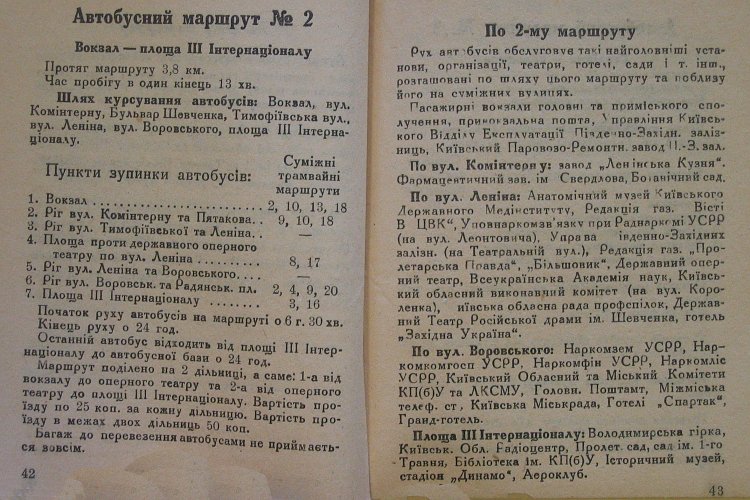 Автобусний маршрут № 2
Вокзал — площа III Інтернаціоналу
Протяг маршруту 3,8 км.
Час пробігу в один кінець 13 хв.
Шлях курсування автобусів: Вокзал, вул.
Комінтерну, Бульвар Шевченка, Тимофіївська вул.,
вул. Леніна, вул. Воровського, площа III Інтерна-
ціоналу.
Пункти зупинки автобусів:
Суміжні
трамвайні
маршрути
1. Вокзал 2, 10, 13, 18
2. Ріг вул. Комінтерну та Пятакова 9, 10, 18
3. Ріг вул. Тимофіївської та Леніна —
4. Площа проти державного оперного
театру по вул. Леніна 8, 17
5. Ріг вул. Леніна та Воровського —
6. Ріг вул. Воровськ. та Радянськ. пл. 2, 4, 9, 20
7. Площа III Інтернаціоналу 3, 16
Початок руху автобусів на маршруті о 6 г. 30 хв.
Кінець руху о 24 год.
Останній автобус відходить від площі III Інтер-
націоналу до автобусної бази о 24 год.
Маршрут поділено на 2 дільниці, а саме: 1-а від
вокзалу до оперного театру та 2-а від оперного
театру до площі III Інтернаціоналу. Вартість про-
їзду по 25 коп. за кожну дільницю. Вартість про-
їзду в межах двох дільниць 50 коп.
Багаж до перевезення автобусами не приймаєть-
ся зовсім.
42
По 2-му маршруту
Рух автобусів обслуговує такі найголовніші уста-
нови, організації, театри, готелі, сади і т. інш.,
розташовані по шляху цього маршруту та поблизу
його на суміжних вулицях.
Пасажирні вокзали головні та приміського спо-
лучення, привокзальна пошта, Управління Київсь-
кого Відділу Експлуатації Південно-Західн. заліз-
ниць, Київський Паровозо-Ремонтн. завод П.-З. зал.
По вул. Комінтерну: завод „Ленінська Кузня".
Фармацевтичний зав. ім Свердлова, Ботанічний сад.
По вул. Леніна: Анатомічний музей Київського
Державного Медінституту, Редакція газ. Вісті
В ЦВК", Уповнаркомзв'язку при Раднаркомі УСРР
(на вул. Леонтовича), Управа івденно-Західних
залізн. (на Театральній вул.), Редакція газ. „Про-
летарська Правда", „Більшовик", Державний опер-
ний театр, Всеукраїнська Академія наук, Київсь-
кий обласний виконавчий комітет (на вул. Коро-
ленка), иївська обласна рада профспілок, Держав-
ний Театр Російської драми ім. Шевченка, готель
„Західна Україна".
По вул. Воровського: Наркомзем УСРР, Нар-
комкомгосп УСРР, Наркомфін УСРР, Наркомліс
УСРР, Київський Обласний та Міський Комітети
КП(б)У та ЛКСМУ, Головн. Поштамт, Міжміська
телеф. ст, Київська Міськрада, Готелі „Спартак",
Гранд-готель.
Площа III Інтернаціоналу: Володимирська гірка,
Київськ. Обл. Радіоцентр, Пролет. сад, сад ім. 1-го
Травня, Бібліотека ім. КП(б)У, Історичний музей,
стадіон „Динамо", Аероклуб.
43